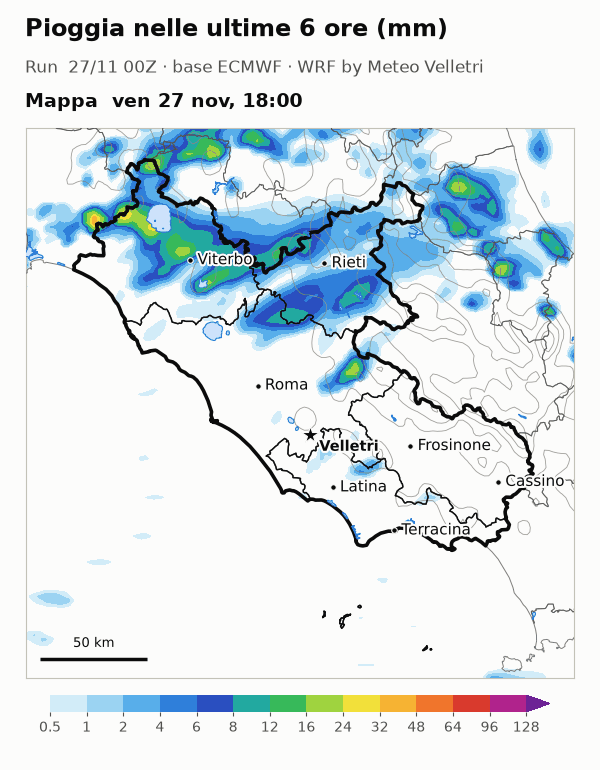 Pioggia nelle ultime 6 ore (mm)
Run  27/11 00Z · base ECMWF · WRF by Meteo Velletri
Mappa  ven 27 nov, 18:00
Viterbo
Rieti
Roma
Velletri
Frosinone
Latina
Cassino
Terracina
50 km
0.5 1 2 4 6 8 12 16 24 32 48 64 96 128